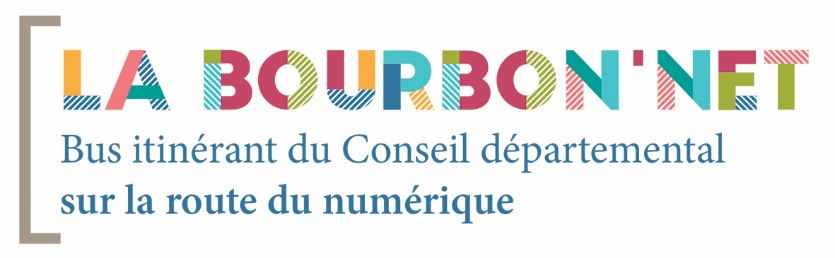 LA BOURBON'NET
Bus itinérant du Conseil départemental
sur la route du numérique